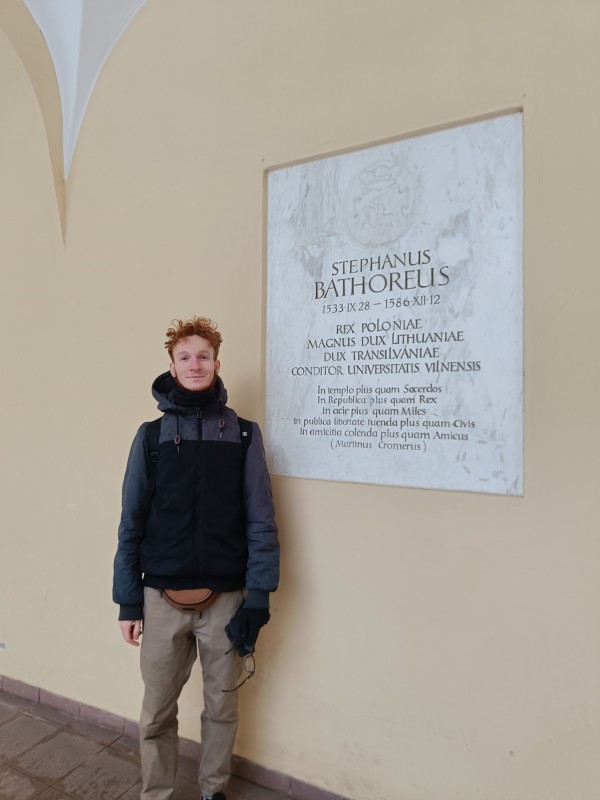 STEPHANUS
BATHOREUS
1533·IX·28 – 1586·XII·12
REX POLONIAE
MAGNUS DUX LITHUANIAE
DUX TRANSILVANIAE
CONDITOR UNIVERSITATIS VILNENSIS
In templo plus quam Sacerdos
In Republica plus quam Rex
In acie plus quam Miles
In publica libertate tuenda plus quam Civis
In amicitia colenda plus quam Amicus
(Martinus Cromerus)